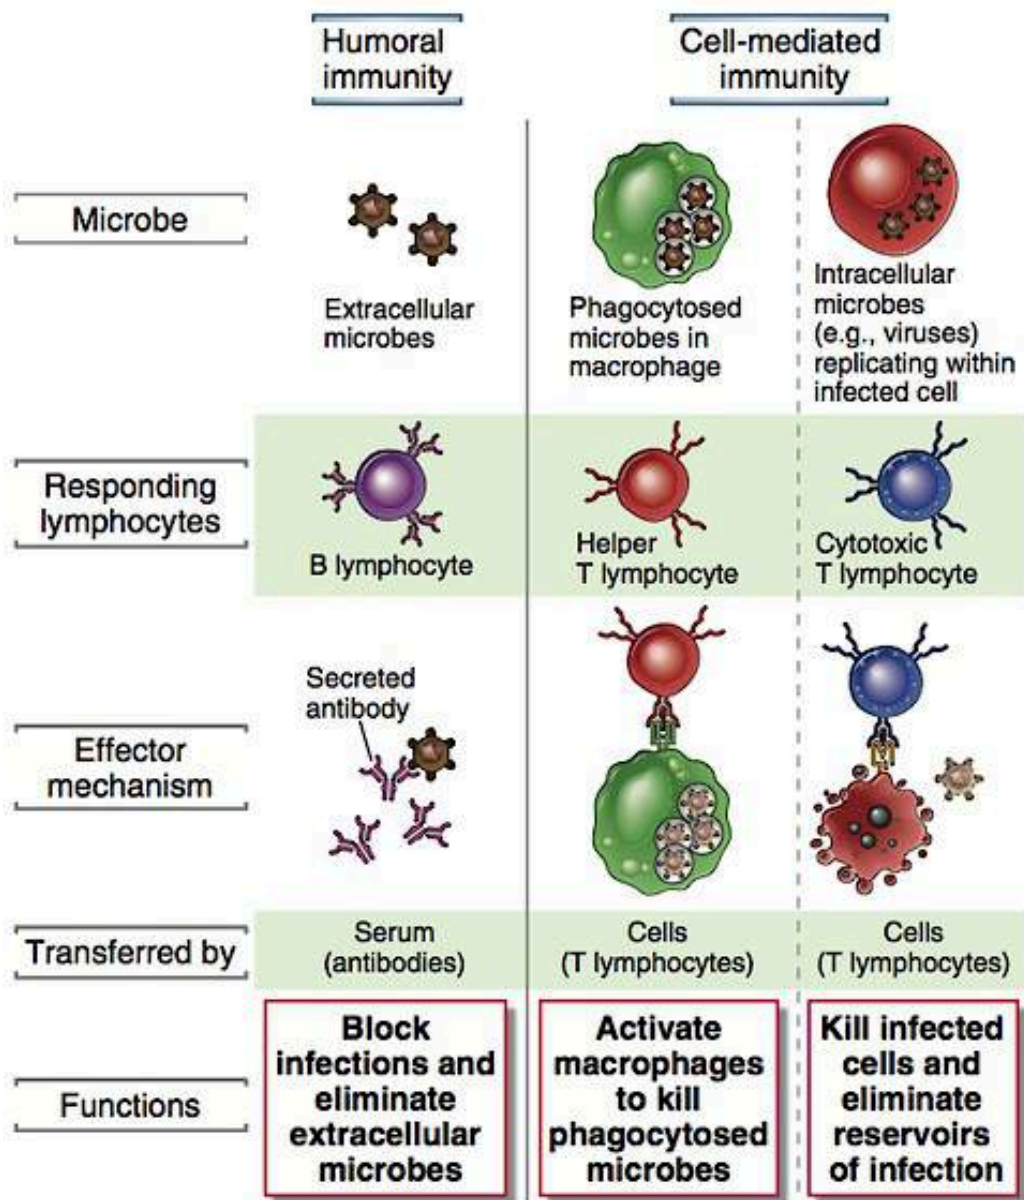 Humoral
immunity
Cell-mediated
immunity
Microbe
Extracellular
microbes
Phagocytosed
microbes in
macrophage
Intracellular
microbes
(e.g., viruses)
replicating within
infected cell
Responding
lymphocytes
B lymphocyte
Helper
T lymphocyte
Cytotoxic
T lymphocyte
Effector
mechanism
Secreted
antibody
Transferred by
Serum
(antibodies)
Cells
(T lymphocytes)
Cells
(T lymphocytes)
Functions
Block
infections and
eliminate
extracellular
microbes
Activate
macrophages
to kill
phagocytosed
microbes
Kill infected
cells and
eliminate
reservoirs
of infection